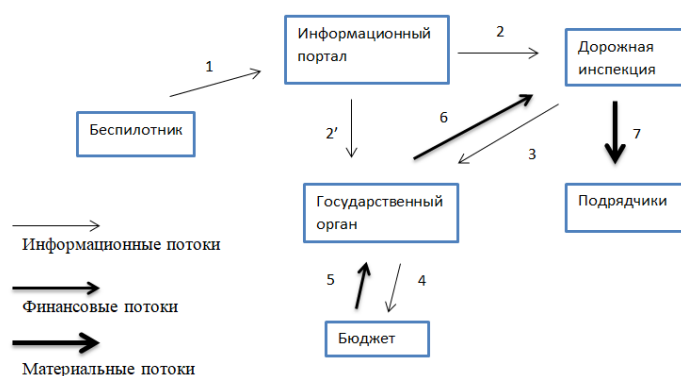 Информационный
портал
2
Дорожная
инспекция
1
Беспилотник
6
2′
3
7
Государственный
орган
Подрядчики
Информационные потоки
5
4
Финансовые потоки
Бюджет
Материальные потоки